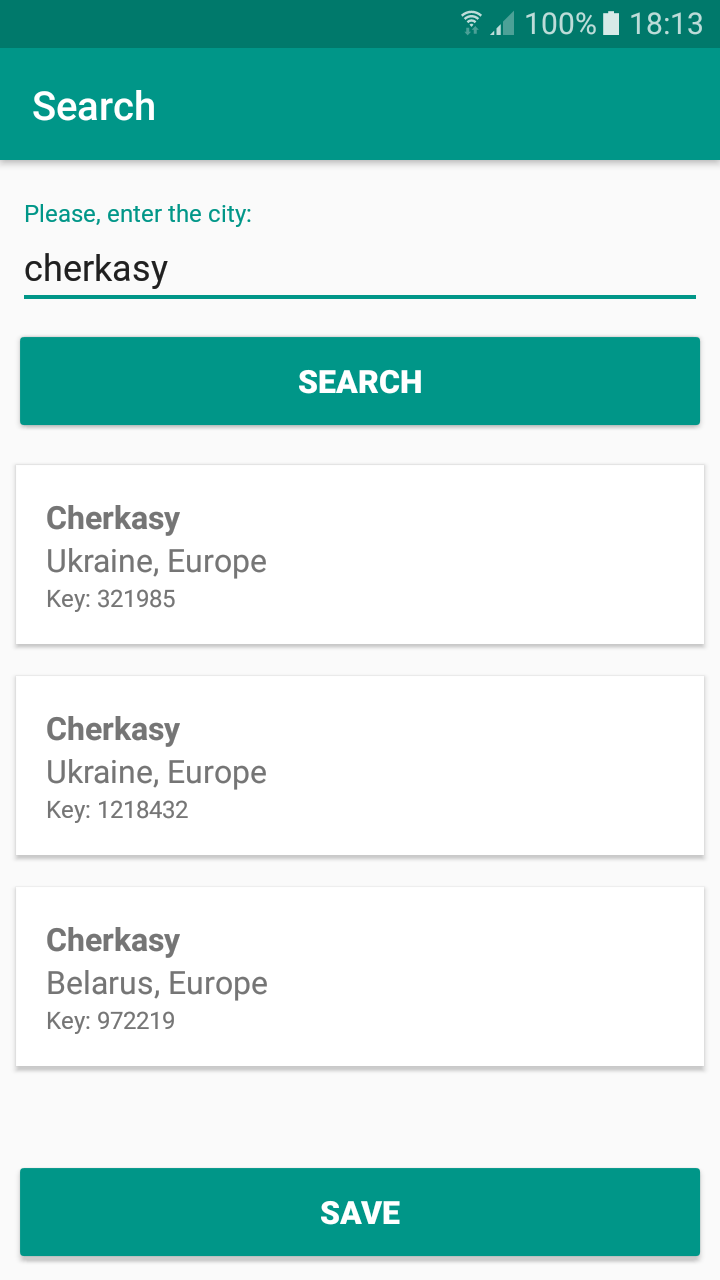 100% 18:13
Search
Please, enter the city:
cherkasy
SEARCH
Cherkasy
Ukraine, Europe
Key: 321985
Cherkasy
Ukraine, Europe
Key: 1218432
Cherkasy
Belarus, Europe
Key: 972219
SAVE